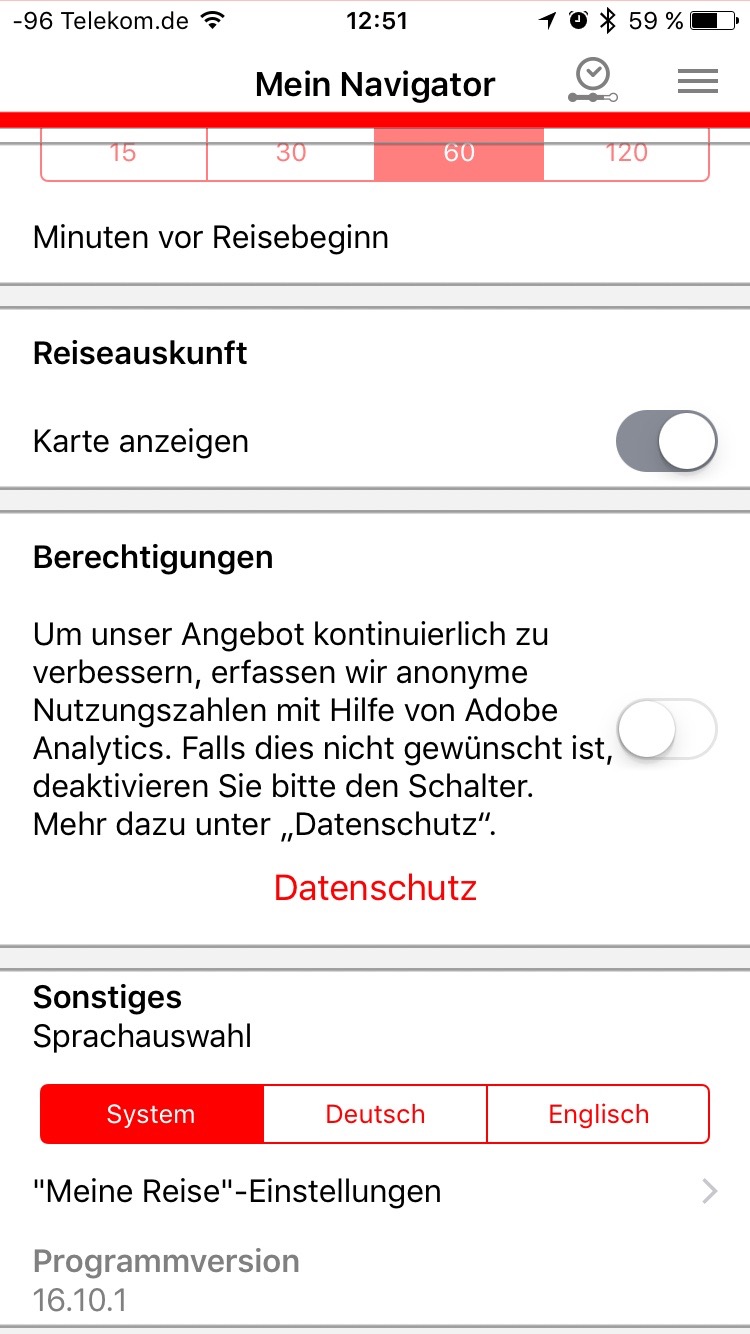 -96 Telekom.de 12:51 59 %
Mein Navigator
15 30 60 120
Minuten vor Reisebeginn
Reiseauskunft
Karte anzeigen
Berechtigungen
Um unser Angebot kontinuierlich zu
verbessern, erfassen wir anonyme
Nutzungszahlen mit Hilfe von Adobe
Analytics. Falls dies nicht gewünscht ist,
deaktivieren Sie bitte den Schalter.
Mehr dazu unter „Datenschutz“.
Datenschutz
Sonstiges
Sprachauswahl
System Deutsch Englisch
"Meine Reise"-Einstellungen
Programmversion
16.10.1